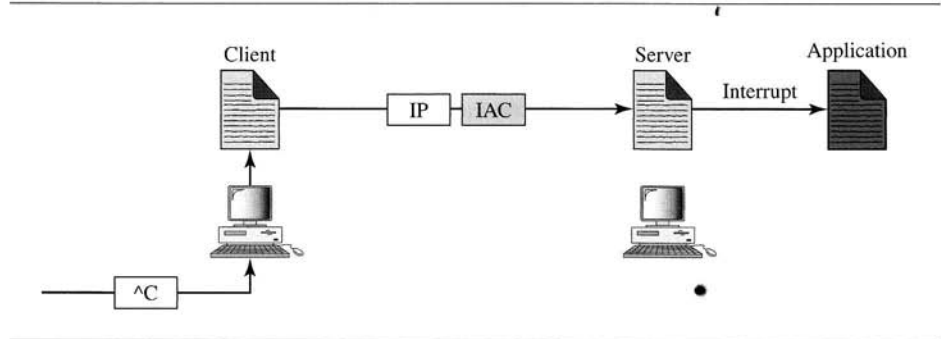 Client
Server
Application
IP
IAC
Interrupt
^C